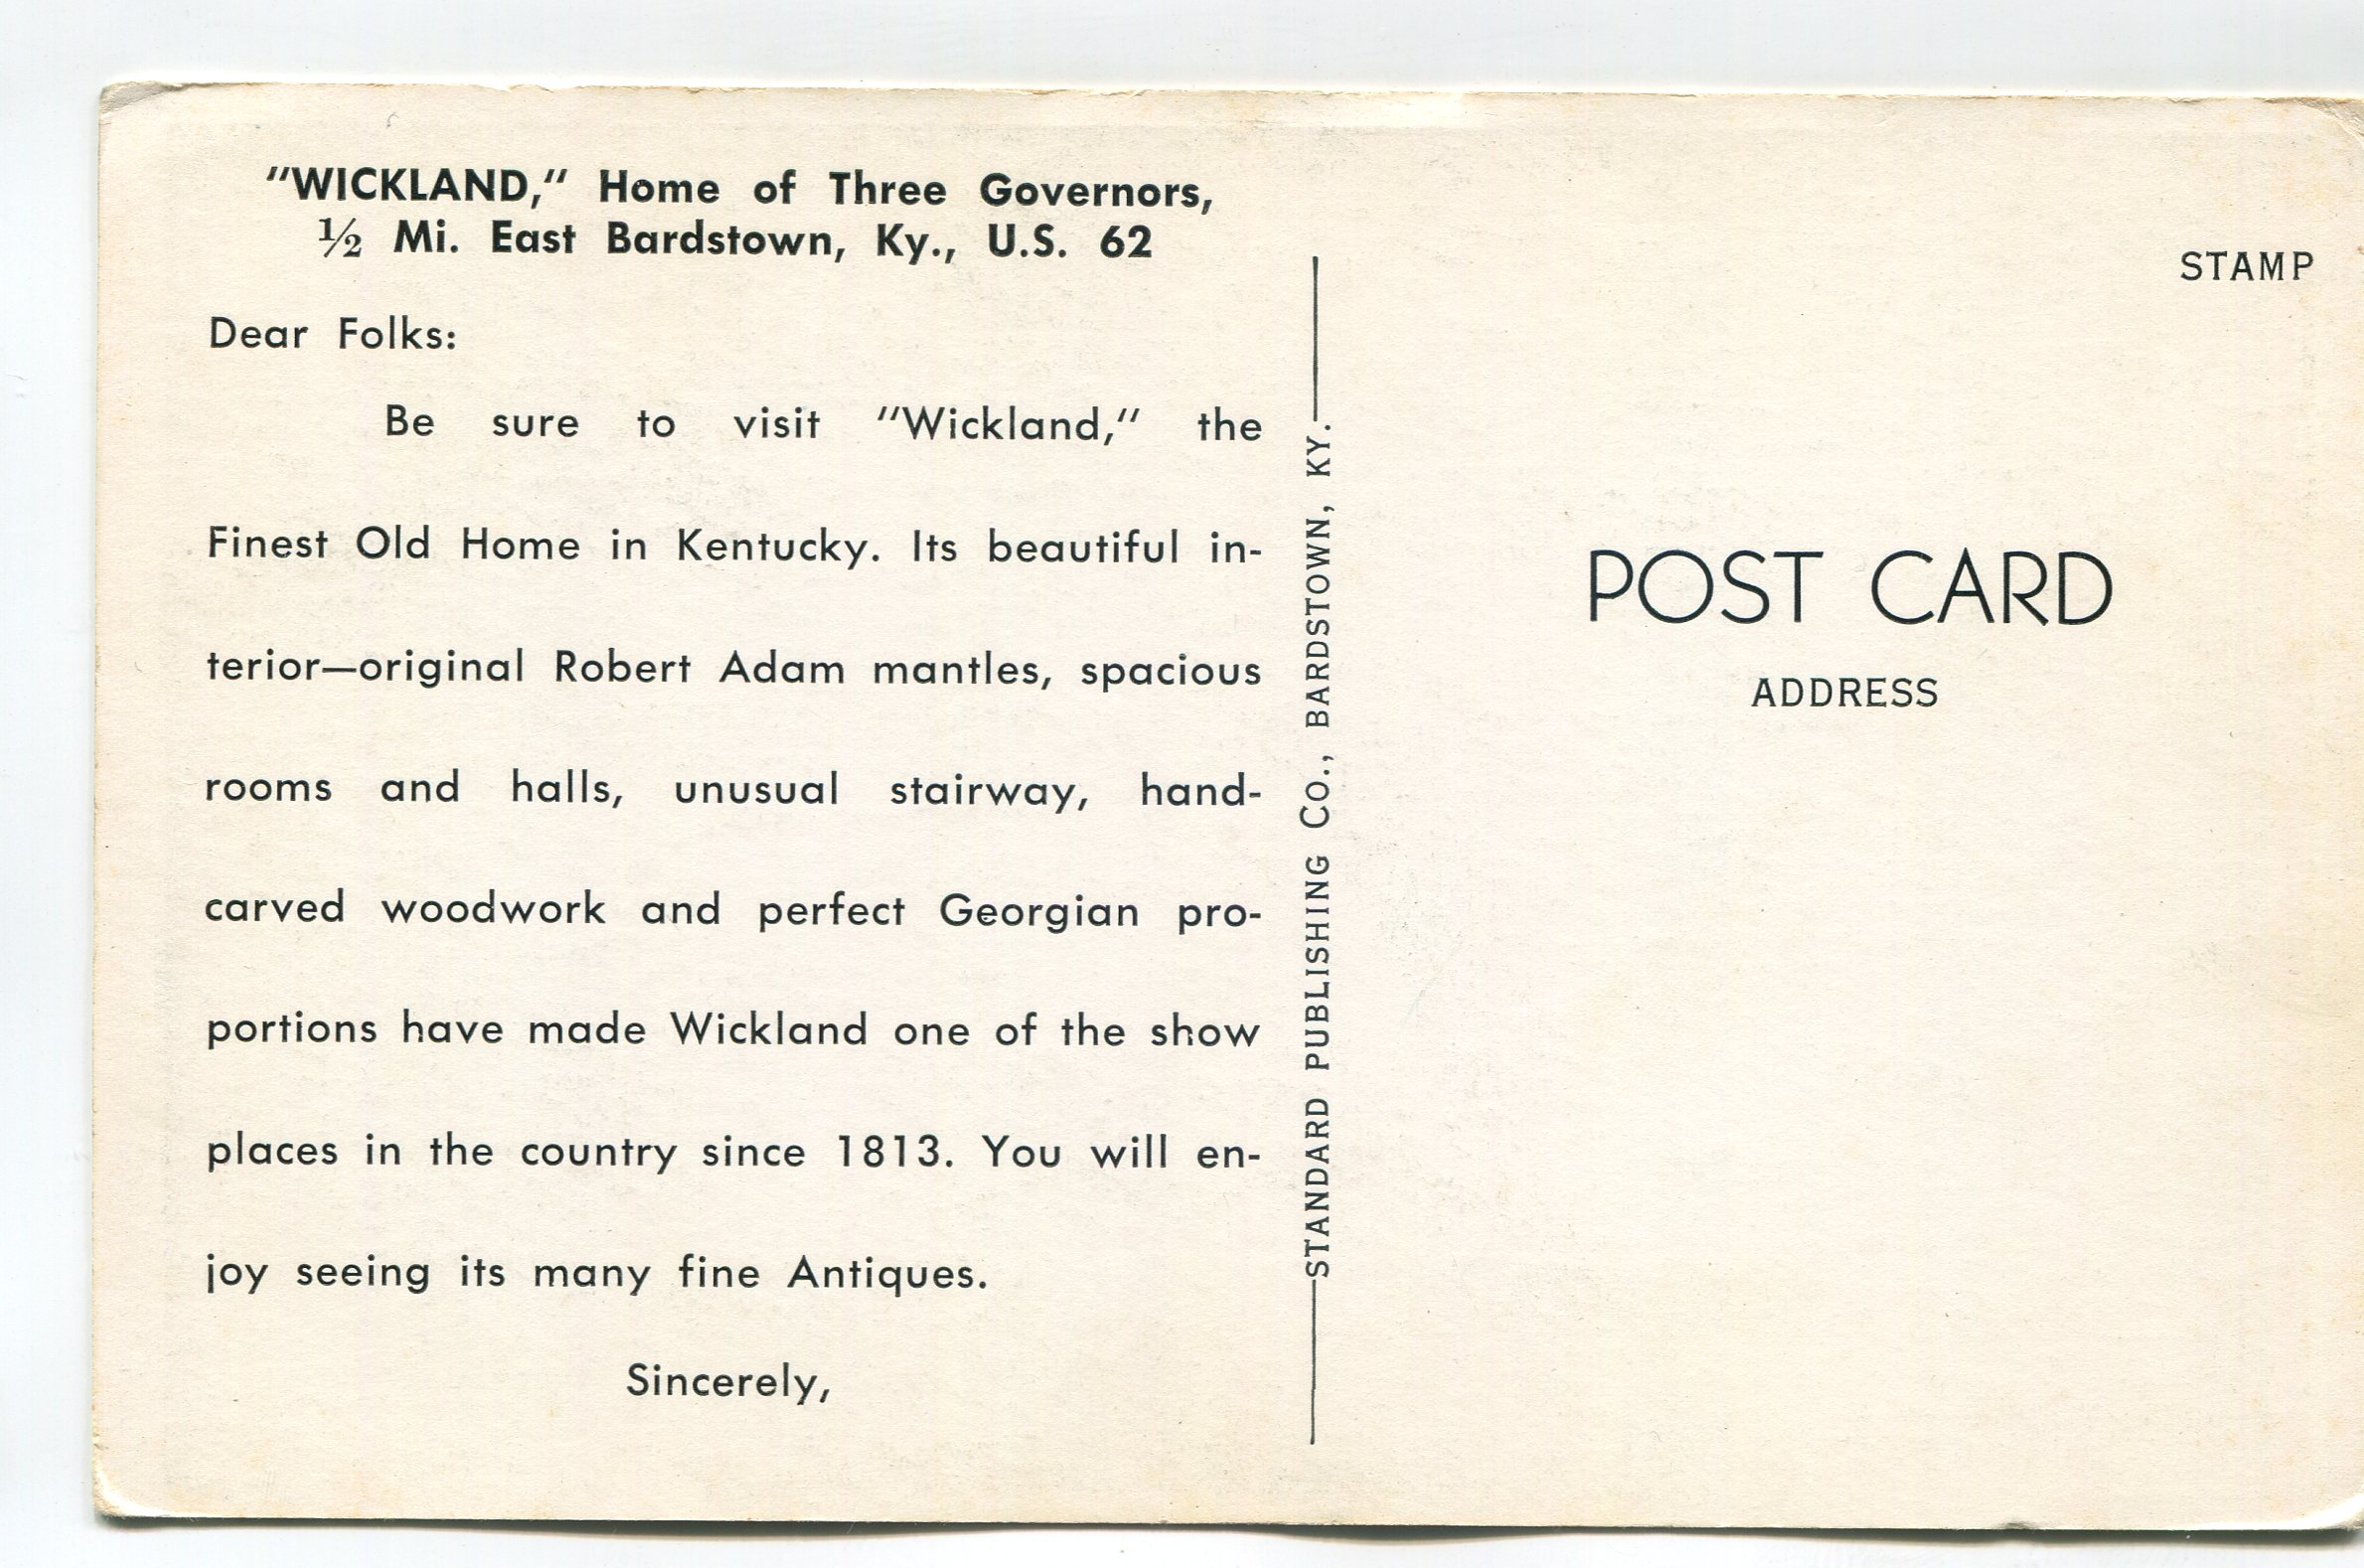 "WICKLAND," Home of Three Governors,
½ Mi. East Bardstown, Ky., U.S. 62
Dear Folks:
Be sure to visit "Wickland," the
Finest Old Home in Kentucky. Its beautiful in-
terior—original Robert Adam mantles, spacious
rooms and halls, unusual stairway, hand-
carved woodwork and perfect Georgian pro-
portions have made Wickland one of the show
places in the country since 1813. You will en-
joy seeing its many fine Antiques.
Sincerely,
STANDARD PUBLISHING CO., BARDSTOWN, KY.
STAMP
POST CARD
ADDRESS